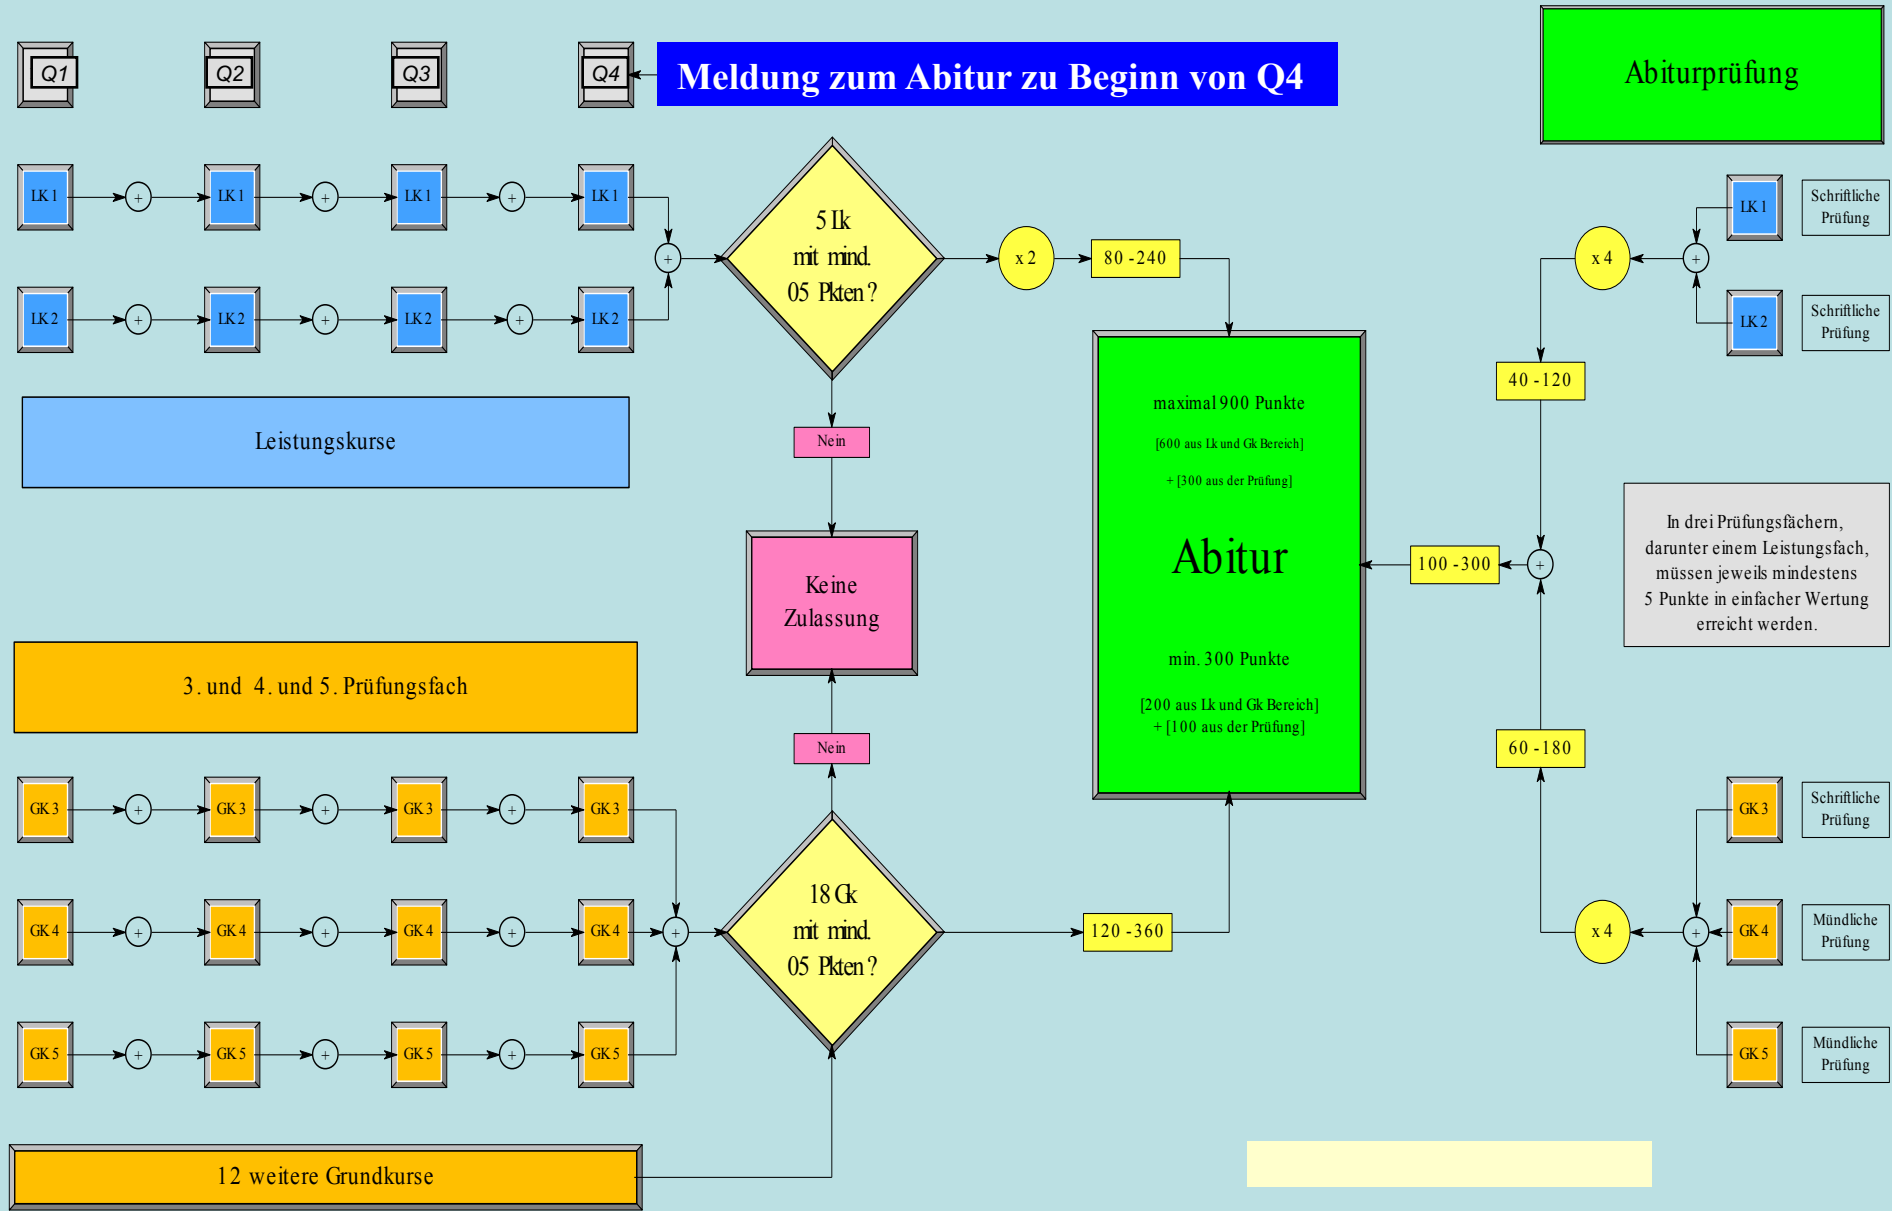 Q1
Q2
Q3
Q4
Meldung zum Abitur zu Beginn von Q4
Abiturprüfung
LK 1
+
LK 1
+
LK 1
+
LK 1
LK 2
+
LK 2
+
LK 2
+
LK 2
+
5 Lk
mit mind.
05 Pkten ?
x 2
80 - 240
LK 1
Schriftliche
Prüfung
LK 2
Schriftliche
Prüfung
+
x 4
40 - 120
Leistungskurse
Nein
Keine
Zulassung
Nein
maximal 900 Punkte
[600 aus Lk und Gk Bereich]
+ [300 aus der Prüfung]
Abitur
min. 300 Punkte
[200 aus Lk und Gk Bereich]
+ [100 aus der Prüfung]
100 - 300
+
In drei Prüfungsfächern,
darunter einem Leistungsfach,
müssen jeweils mindestens
5 Punkte in einfacher Wertung
erreicht werden.
3. und 4. und 5. Prüfungsfach
60 - 180
GK 3
+
GK 3
+
GK 3
+
GK 3
GK 4
+
GK 4
+
GK 4
+
GK 4
+
GK 5
+
GK 5
+
GK 5
+
GK 5
18 Gk
mit mind.
05 Pkten ?
120 - 360
x 4
+
GK 3
Schriftliche
Prüfung
GK 4
Mündliche
Prüfung
GK 5
Mündliche
Prüfung
12 weitere Grundkurse